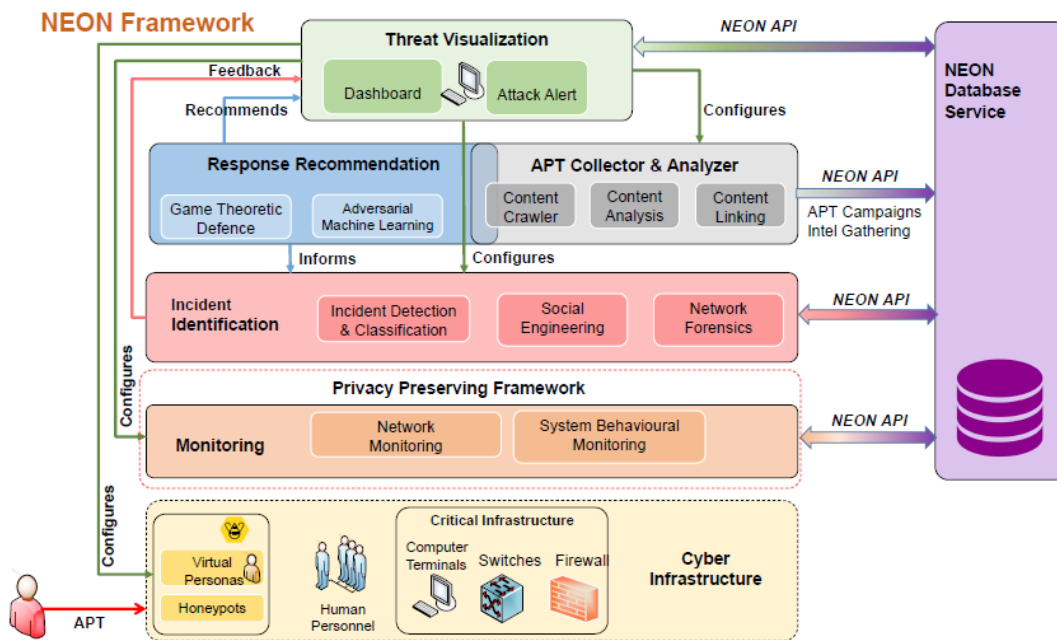 NEON Framework
Threat Visualization
Dashboard
Attack Alert
NEON API
NEON
Database
Service
Feedback
Recommends
Configures
Response Recommendation
Game Theoretic
Defence
Adversarial
Machine Learning
APT Collector & Analyzer
Content
Crawler
Content
Analysis
Content
Linking
NEON API
APT Campaigns
Intel Gathering
Informs
Configures
Incident
Identification
Incident Detection
& Classification
Social
Engineering
Network
Forensics
NEON API
Configures
Privacy Preserving Framework
Monitoring
Network
Monitoring
System Behavioural
Monitoring
NEON API
Configures
Virtual
Personas
Honeypots
Human
Personnel
Critical Infrastructure
Computer
Terminals
Switches
Firewall
Cyber
Infrastructure
APT